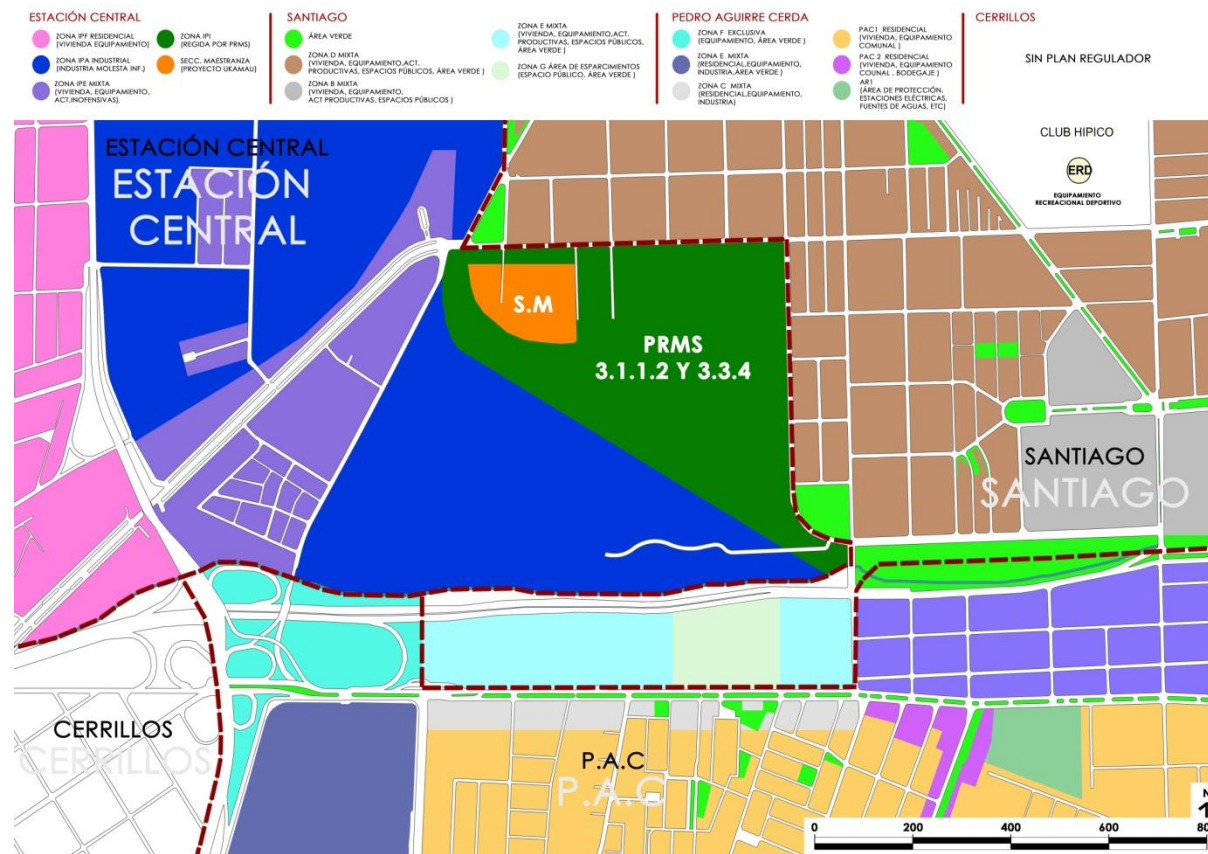 ESTACIÓN CENTRAL
ZONA IPF RESIDENCIAL
(VIVIENDA EQUIPAMIENTO)
ZONA IPA INDUSTRIAL
(INDUSTRIA MOLESTA INF.)
ZONA IPE MIXTA
(VIVIENDA, EQUIPAMIENTO,
ACT.INOFENSIVAS)
ZONA IPI
(REGIDA POR PRMS)
SECC. MAESTRANZA
(PROYECTO UKAMAU)
SANTIAGO
ÁREA VERDE
ZONA D MIXTA
(VIVIENDA, EQUIPAMIENTO,ACT.
PRODUCTIVAS, ESPACIOS PÚBLICOS, ÁREA VERDE )
ZONA B MIXTA
(VIVIENDA, EQUIPAMIENTO,
ACT PRODUCTIVAS, ESPACIOS PÚBLICOS )
ZONA E MIXTA
(VIVIENDA, EQUIPAMIENTO,ACT.
PRODUCTIVAS, ESPACIOS PÚBLICOS,
ÁREA VERDE )
ZONA G ÁREA DE ESPARCIMIENTOS
(ESPACIO PÚBLICO, ÁREA VERDE )
PEDRO AGUIRRE CERDA
ZONA F EXCLUSIVA
(EQUIPAMIENTO, ÁREA VERDE )
ZONA E MIXTA
(RESIDENCIAL,EQUIPAMIENTO,
INDUSTRIA,ÁREA VERDE )
ZONA C MIXTA
(RESIDENCIAL,EQUIPAMIENTO,
INDUSTRIA)
PAC1 RESIDENCIAL
(VIVIENDA, EQUIPAMIENTO
COMUNAL )
PAC 2 RESIDENCIAL
(VIVIENDA, EQUIPAMIENTO
COUNAL , BODEGAJE )
AR1
(ÁREA DE PROTECCIÓN,
ESTACIONES ELÉCTRICAS,
FUENTES DE AGUAS, ETC)
CERRILLOS
SIN PLAN REGULADOR
CLUB HIPICO
ERD
EQUIPAMIENTO
RECREACIONAL DEPORTIVO
ESTACIÓN CENTRAL
ESTACIÓN
CENTRAL
S.M
PRMS
3.1.1.2 Y 3.3.4
SANTIAGO
SANTIAGO
CERRILLOS
CERRILLOS
P.A.C
P.A.C
N
0 200 400 600 80